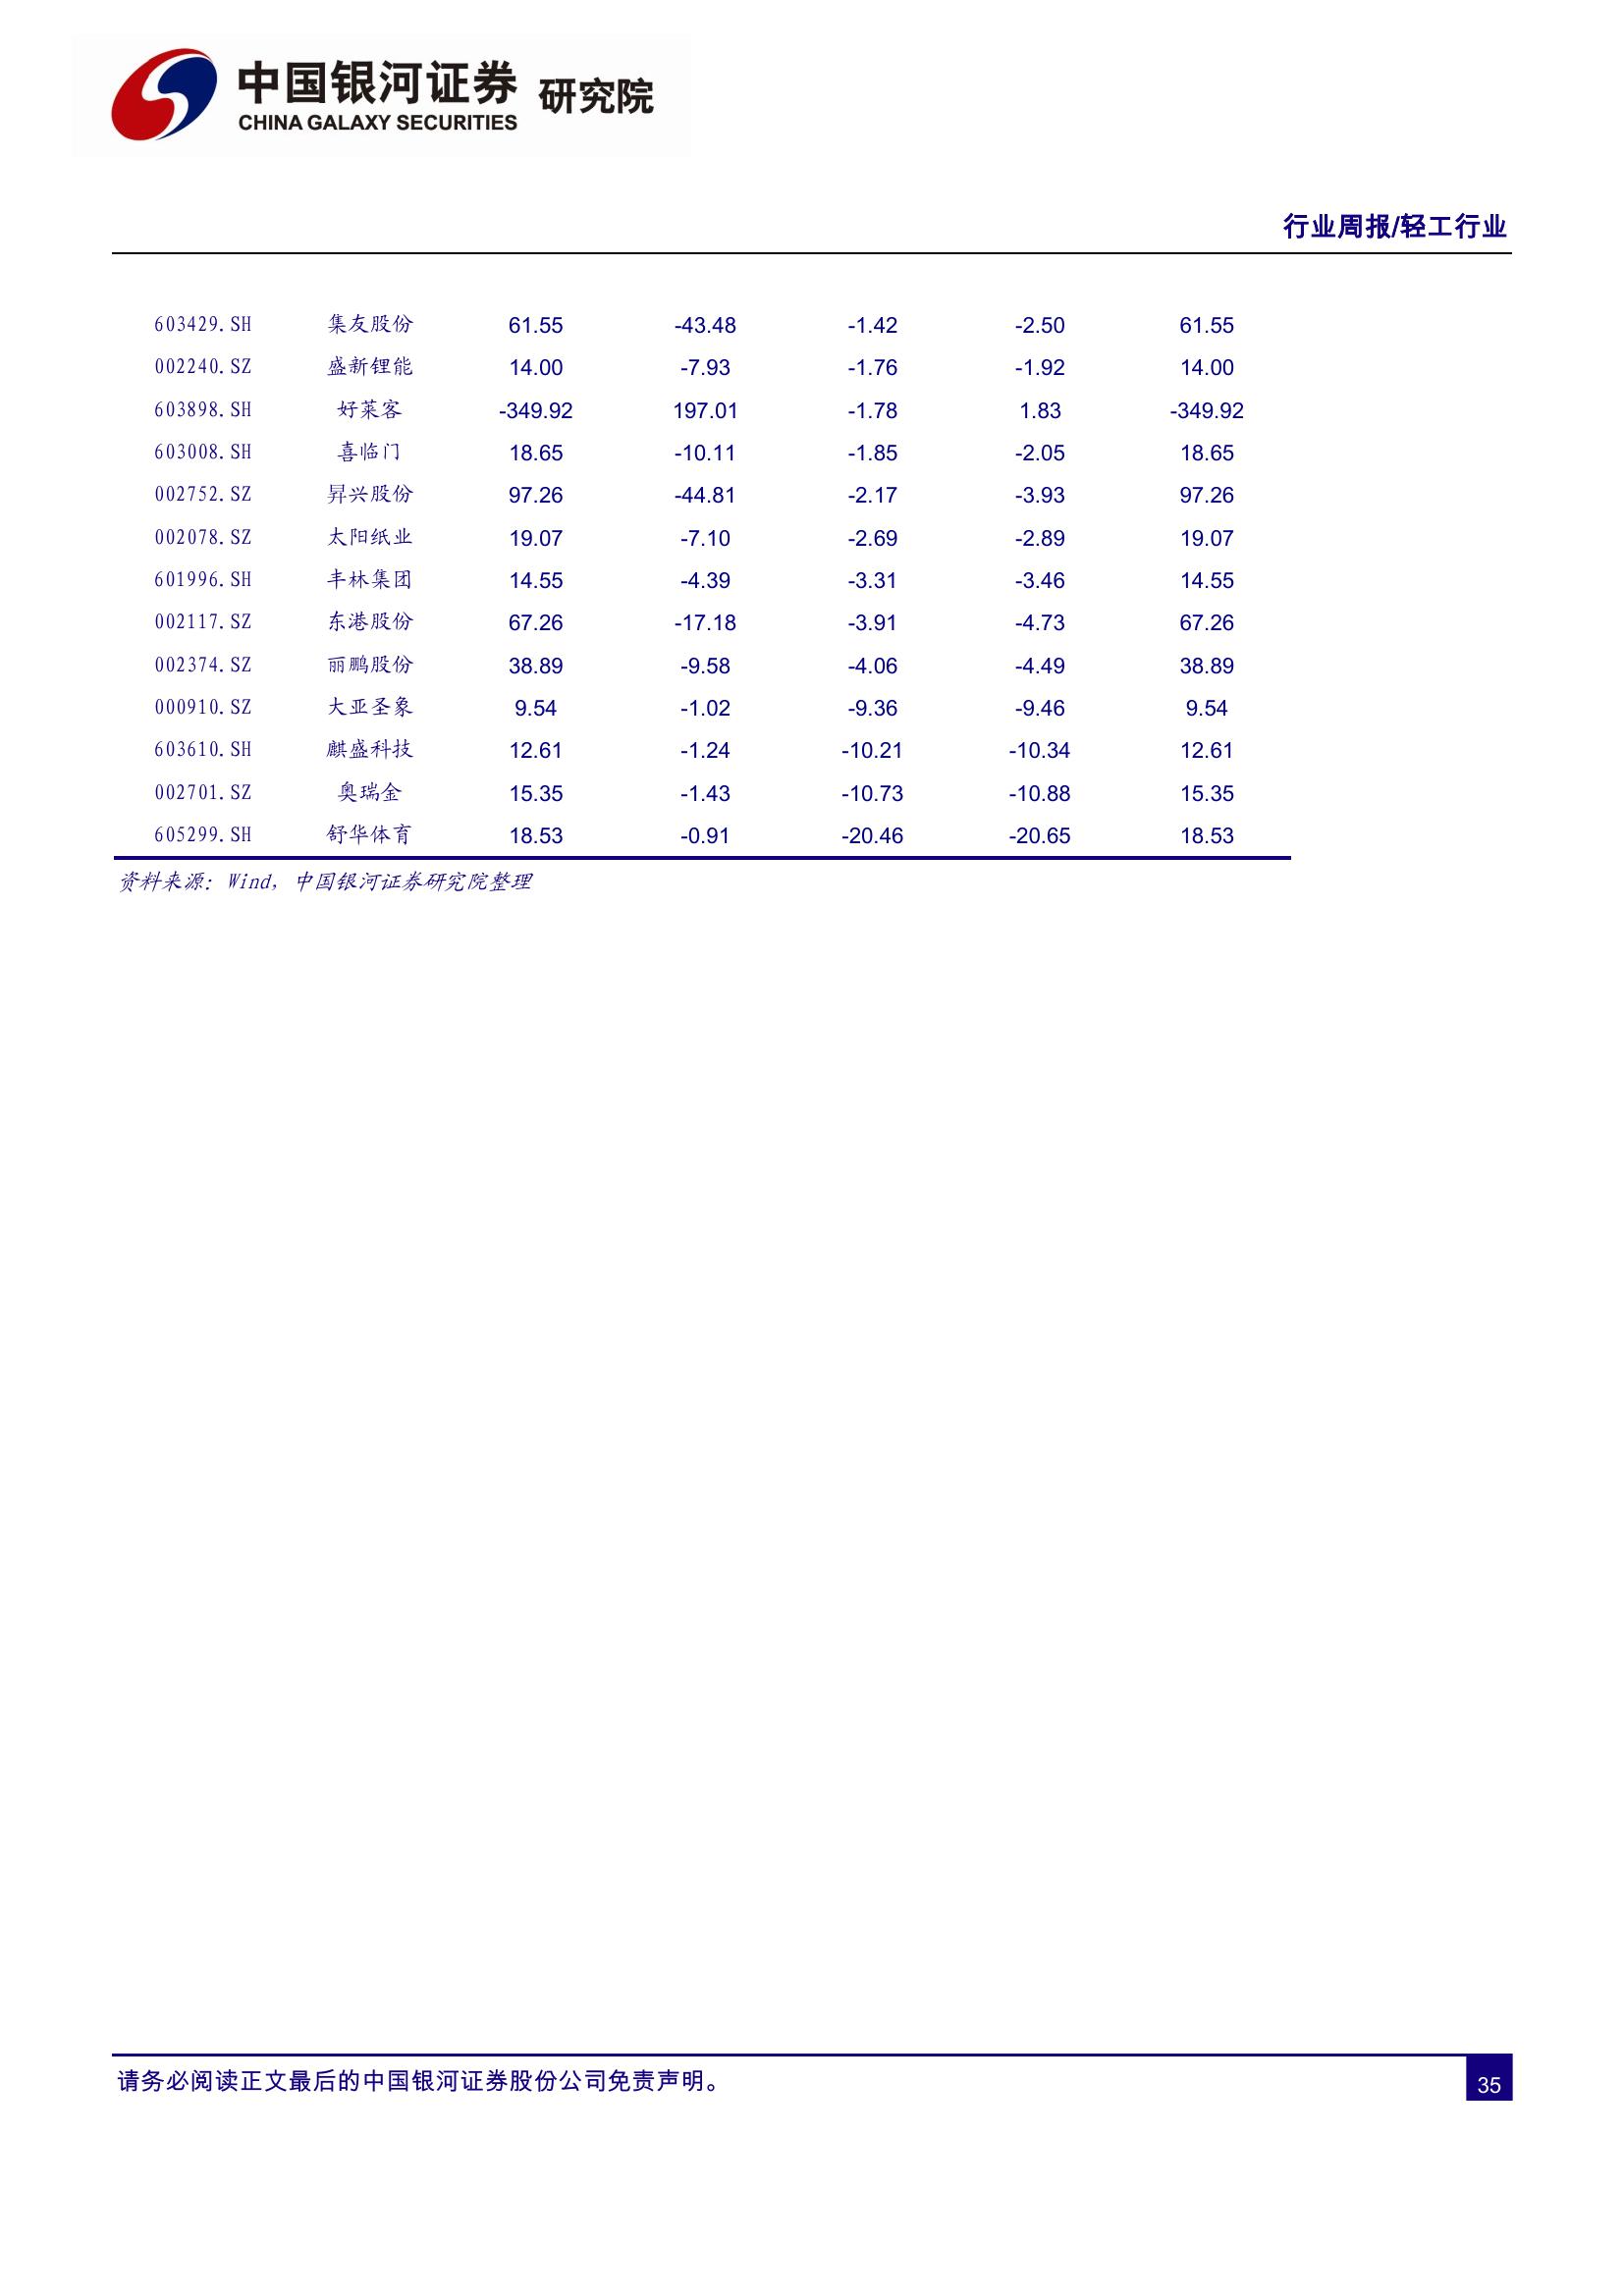 中国银河证券 研究院
CHINA GALAXY SECURITIES
行业周报/轻工行业
603429.SH 集友股份 61.55 -43.48 -1.42 -2.50 61.55
002240.SZ 盛新锂能 14.00 -7.93 -1.76 -1.92 14.00
603898.SH 好莱客 -349.92 197.01 -1.78 1.83 -349.92
603008.SH 喜临门 18.65 -10.11 -1.85 -2.05 18.65
002752.SZ 昇兴股份 97.26 -44.81 -2.17 -3.93 97.26
002078.SZ 太阳纸业 19.07 -7.10 -2.69 -2.89 19.07
601996.SH 丰林集团 14.55 -4.39 -3.31 -3.46 14.55
002117.SZ 东港股份 67.26 -17.18 -3.91 -4.73 67.26
002374.SZ 丽鹏股份 38.89 -9.58 -4.06 -4.49 38.89
000910.SZ 大亚圣象 9.54 -1.02 -9.36 -9.46 9.54
603610.SH 麒盛科技 12.61 -1.24 -10.21 -10.34 12.61
002701.SZ 奥瑞金 15.35 -1.43 -10.73 -10.88 15.35
605299.SH 舒华体育 18.53 -0.91 -20.46 -20.65 18.53
资料来源：Wind，中国银河证券研究院整理
请务必阅读正文最后的中国银河证券股份公司免责声明。
35